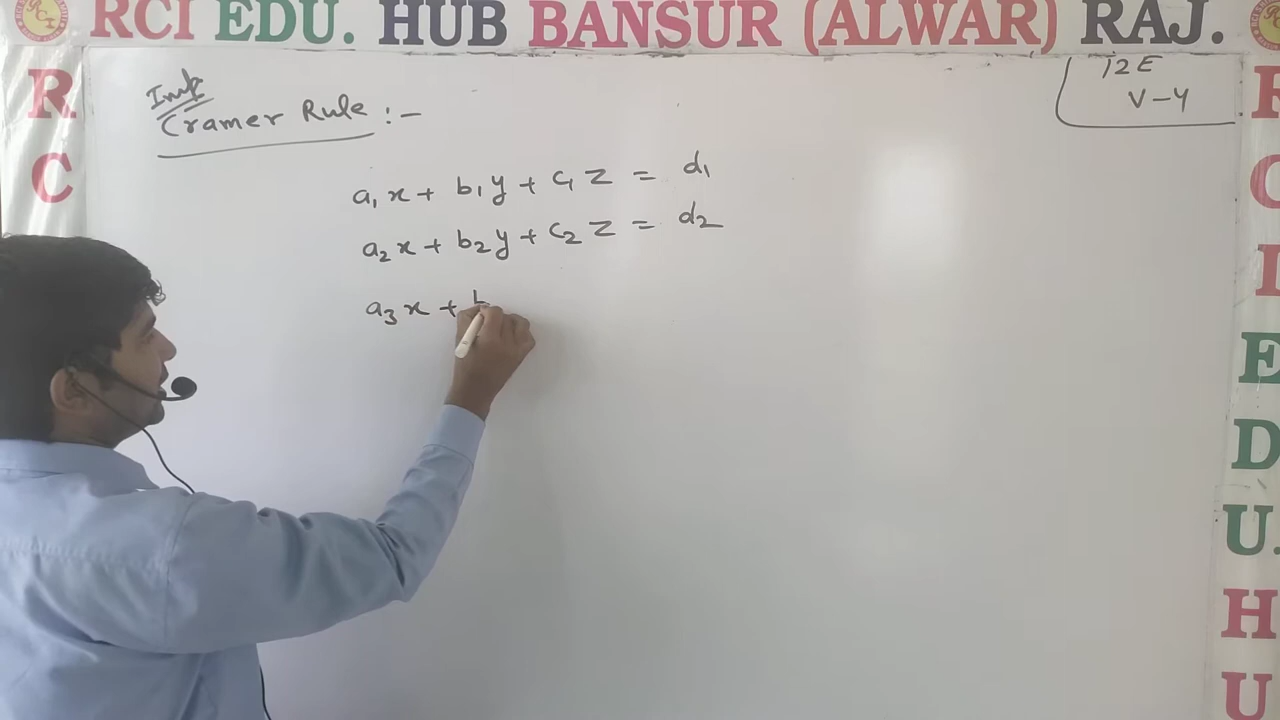 RCI EDU. HUB BANSUR (ALWAR) RAJ.
R
C
12E
V-4
Imp
Cramer Rule :-
a₁x + b₁y + c₁z = d₁
a₂x + b₂y + c₂z = d₂
a₃x + b
R
C
I
E
D
U.
H
U